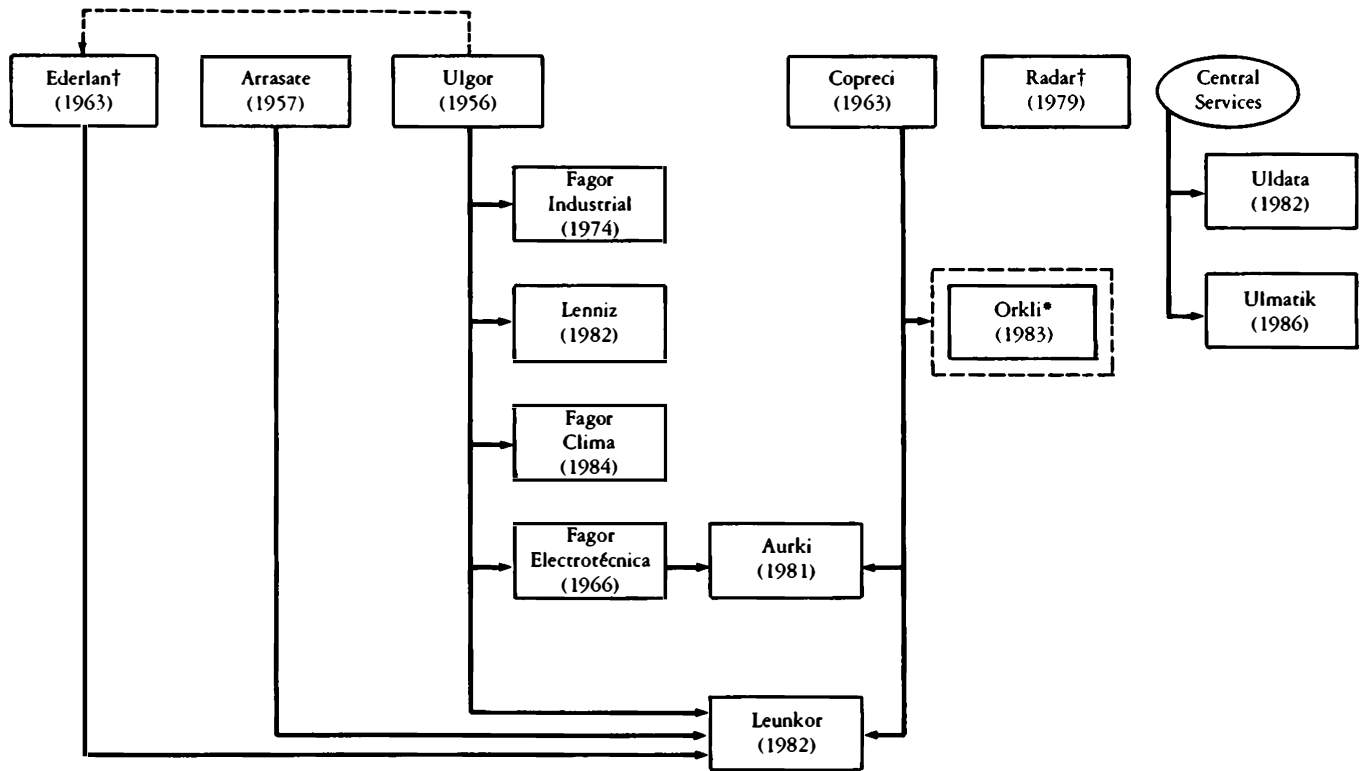 Ederlan†
(1963)
Arrasate
(1957)
Ulgor
(1956)
Copreci
(1963)
Radar†
(1979)
Central
Services
Fagor
Industrial
(1974)
Uldata
(1982)
Lenniz
(1982)
Orkli*
(1983)
Ulmatik
(1986)
Fagor
Clima
(1984)
Fagor
Electrotécnica
(1966)
Aurki
(1981)
Leunkor
(1982)